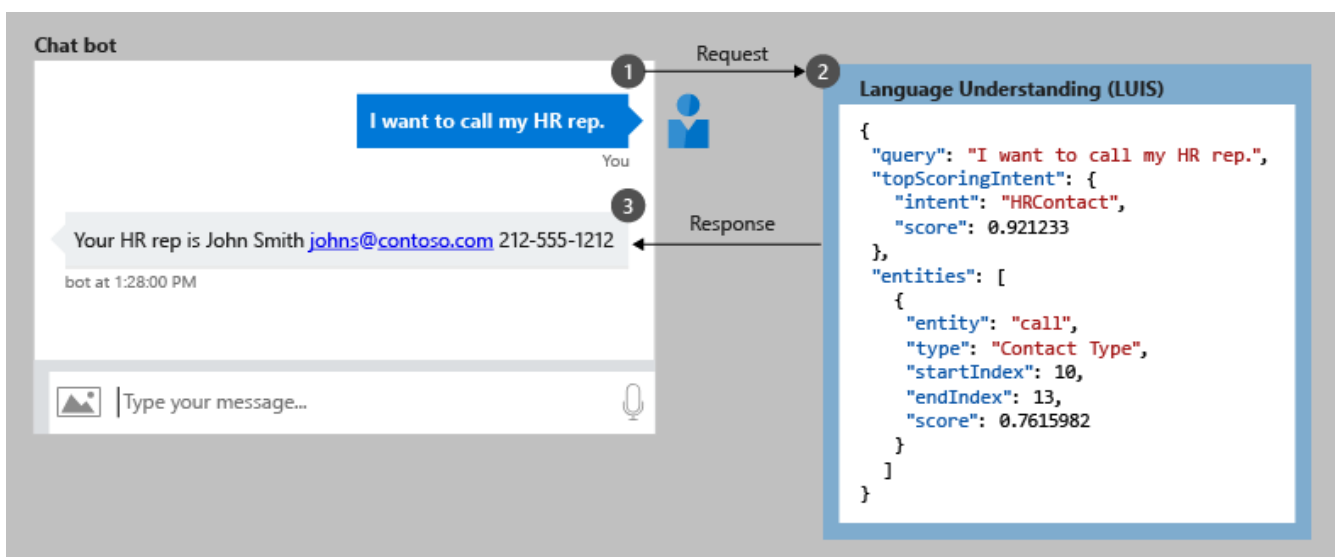 Chat bot
1
Request
2
I want to call my HR rep.
You
3
Response
Your HR rep is John Smith johns@contoso.com 212-555-1212
bot at 1:28:00 PM
Type your message...
Language Understanding (LUIS)
{
"query": "I want to call my HR rep.",
"topScoringIntent": {
"intent": "HRContact",
"score": 0.921233
},
"entities": [
{
"entity": "call",
"type": "Contact Type",
"startIndex": 10,
"endIndex": 13,
"score": 0.7615982
}
]
}